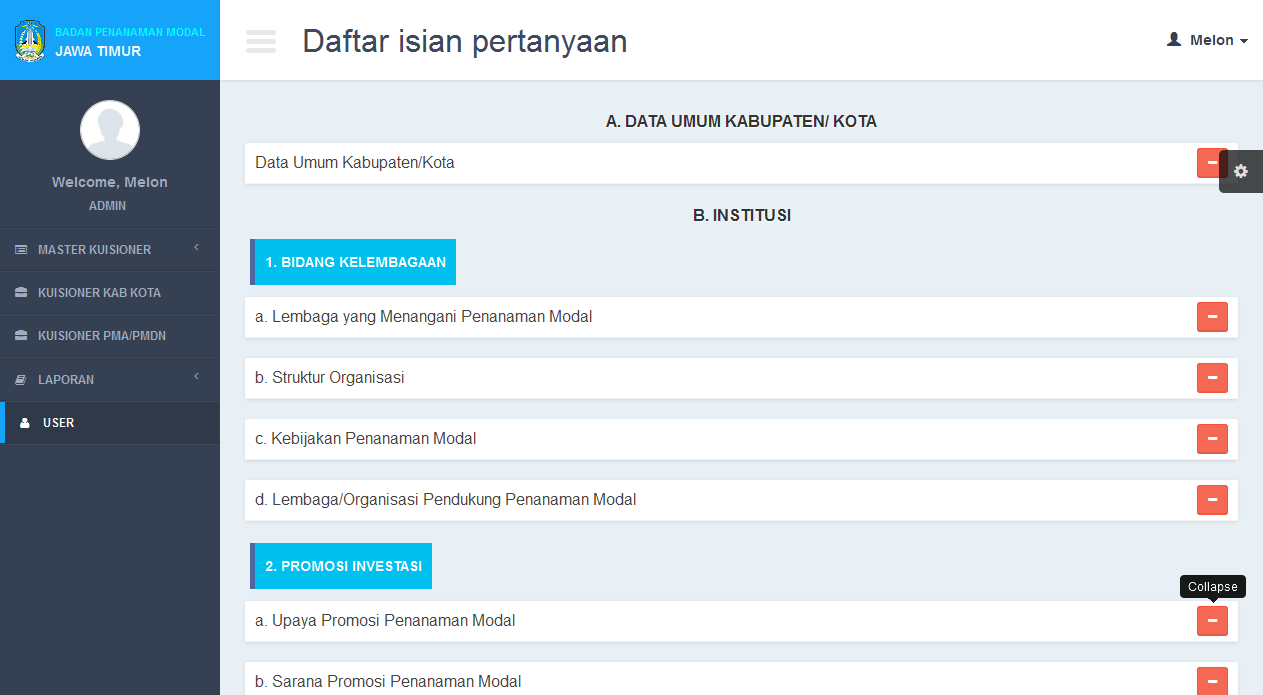 BADAN PENANAMAN MODAL
JAWA TIMUR
Daftar isian pertanyaan
Melon
Welcome, Melon
ADMIN
MASTER KUISIONER
KUISIONER KAB KOTA
KUISIONER PMA/PMDN
LAPORAN
USER
A. DATA UMUM KABUPATEN/ KOTA
Data Umum Kabupaten/Kota
B. INSTITUSI
1. BIDANG KELEMBAGAAN
a. Lembaga yang Menangani Penanaman Modal
b. Struktur Organisasi
c. Kebijakan Penanaman Modal
d. Lembaga/Organisasi Pendukung Penanaman Modal
2. PROMOSI INVESTASI
Collapse
a. Upaya Promosi Penanaman Modal
b. Sarana Promosi Penanaman Modal